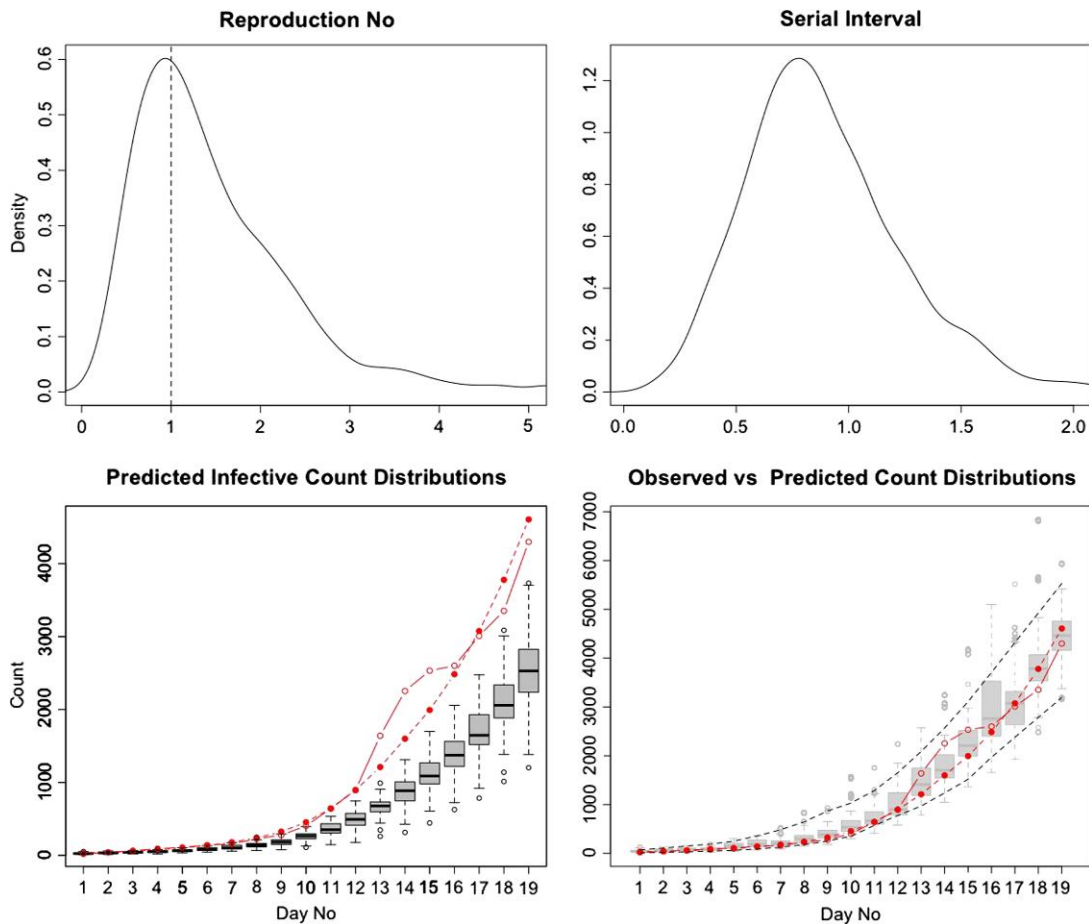 Reproduction No
Density
0.0 0.1 0.2 0.3 0.4 0.5 0.6
0 1 2 3 4 5
Serial Interval
0.0 0.2 0.4 0.6 0.8 1.0 1.2
0.0 0.5 1.0 1.5 2.0
Predicted Infective Count Distributions
Count
0 1000 2000 3000 4000
1 2 3 4 5 6 7 8 9 10 11 12 13 14 15 16 17 18 19
Day No
Observed vs Predicted Count Distributions
0 1000 2000 3000 4000 5000 6000 7000
1 2 3 4 5 6 7 8 9 10 11 12 13 14 15 16 17 18 19
Day No